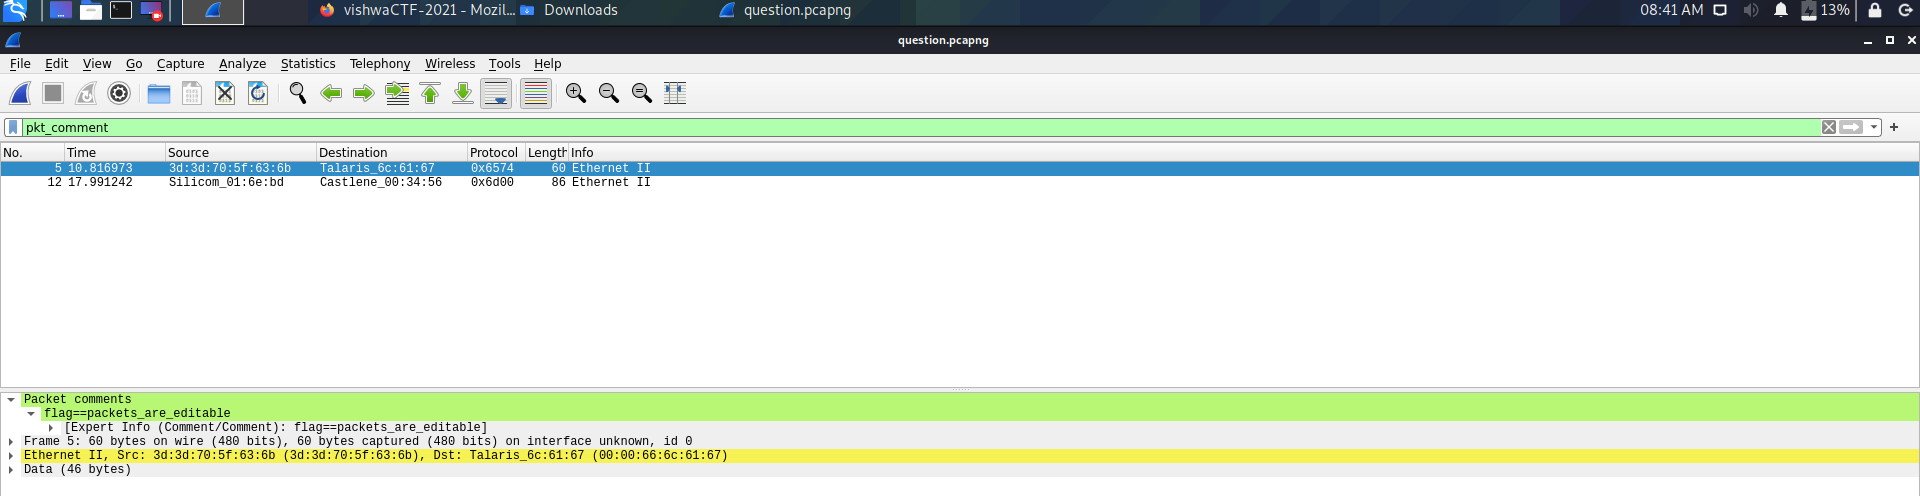 vishwaCTF-2021 - Mozil... Downloads question.pcapng 08:41 AM 13%
question.pcapng
File Edit View Go Capture Analyze Statistics Telephony Wireless Tools Help
pkt_comment
No. Time Source Destination Protocol Length Info
5 10.816973 3d:3d:70:5f:63:6b Talaris_6c:61:67 0x6574 60 Ethernet II
12 17.991242 Silicom_01:6e:bd Castlene_00:34:56 0x6d00 86 Ethernet II
Packet comments
flag==packets_are_editable
[Expert Info (Comment/Comment): flag==packets_are_editable]
Frame 5: 60 bytes on wire (480 bits), 60 bytes captured (480 bits) on interface unknown, id 0
Ethernet II, Src: 3d:3d:70:5f:63:6b (3d:3d:70:5f:63:6b), Dst: Talaris_6c:61:67 (00:00:66:6c:61:67)
Data (46 bytes)